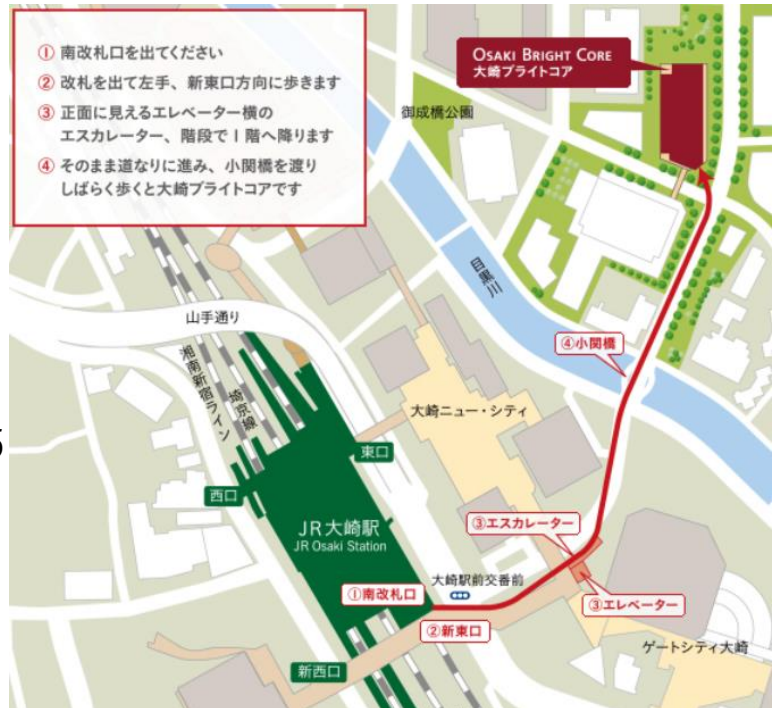 ① 南改札口を出てください
② 改札を出て左手、新東口方向に歩きます
③ 正面に見えるエレベーター横の
エスカレーター、階段で1階へ降ります
④ そのまま道なりに進み、小関橋を渡り
しばらく歩くと大崎ブライトコアです
OSAKI BRIGHT CORE
大崎ブライトコア
御成橋公園
目黒川
山手通り
④小関橋
湘南新宿ライン
埼京線
大崎ニュー・シティ
東口
西口
JR大崎駅
JR Osaki Station
③エスカレーター
大崎駅前交番前
①南改札口
③エレベーター
②新東口
ゲートシティ大崎
新西口